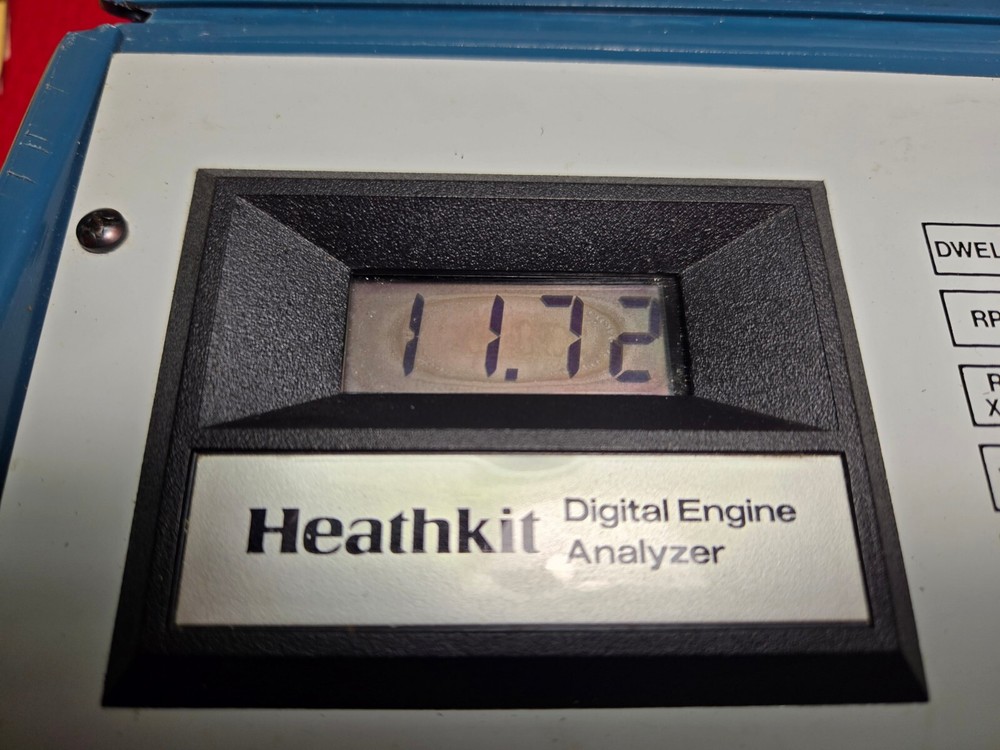 11.72
Heathkit Digital Engine
Analyzer
DWEL
RP
R
X